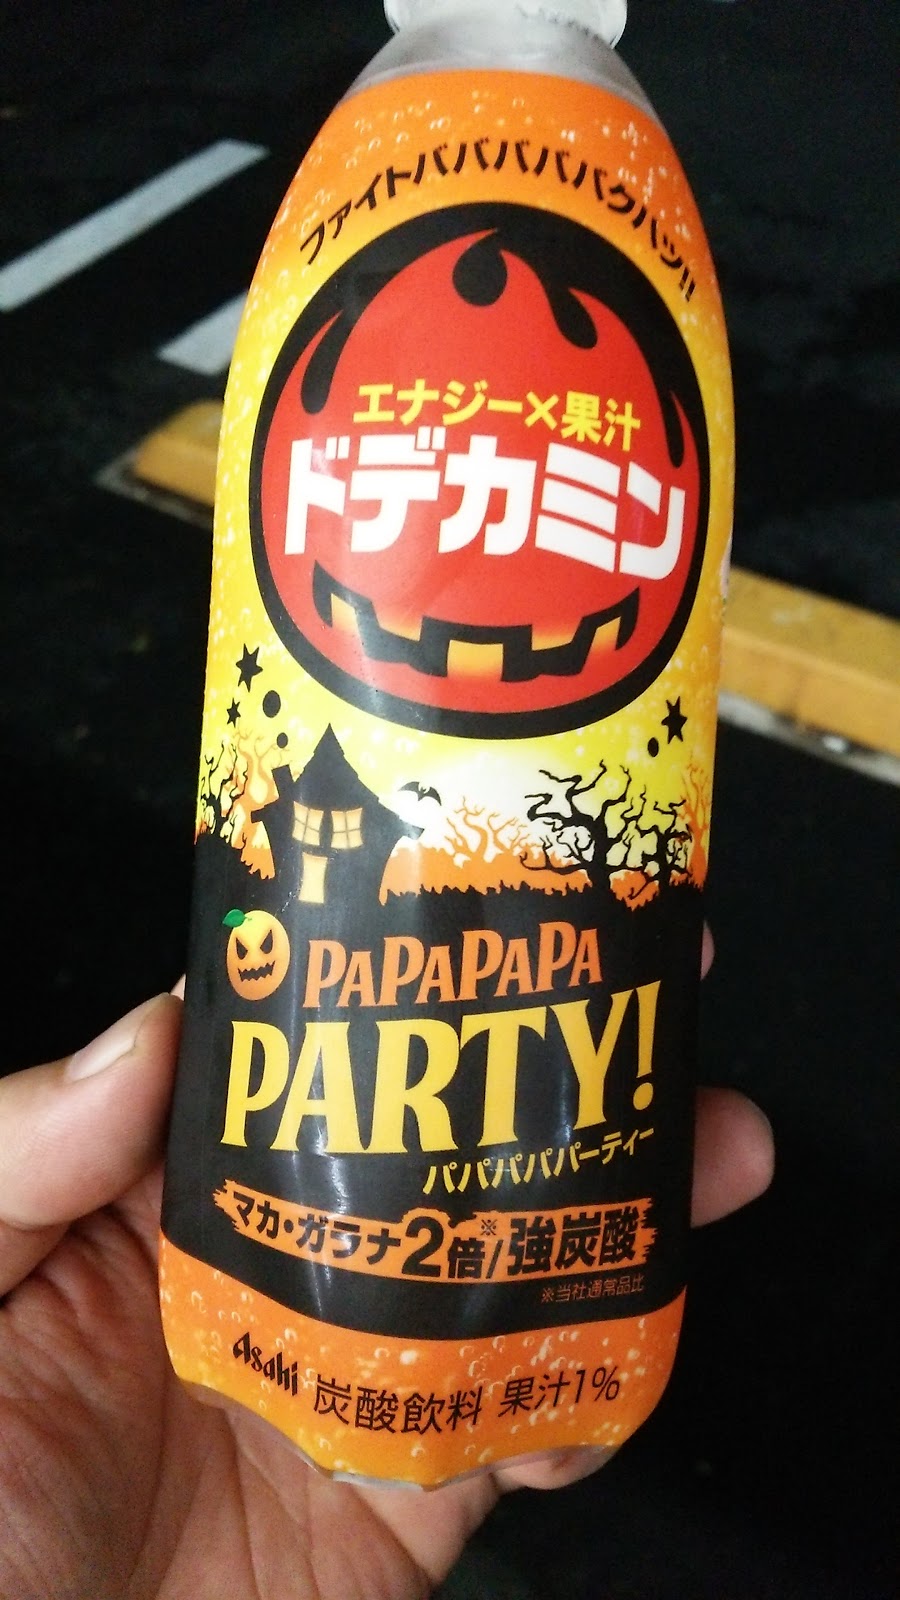 ファイトバババババクハツ!!
エナジー×果汁
ドデカミン
PAPAPAPA
PARTY!
パパパパパーティー
マカ・ガラナ2倍※/強炭酸
※当社通常品比
Asahi 炭酸飲料 果汁1%